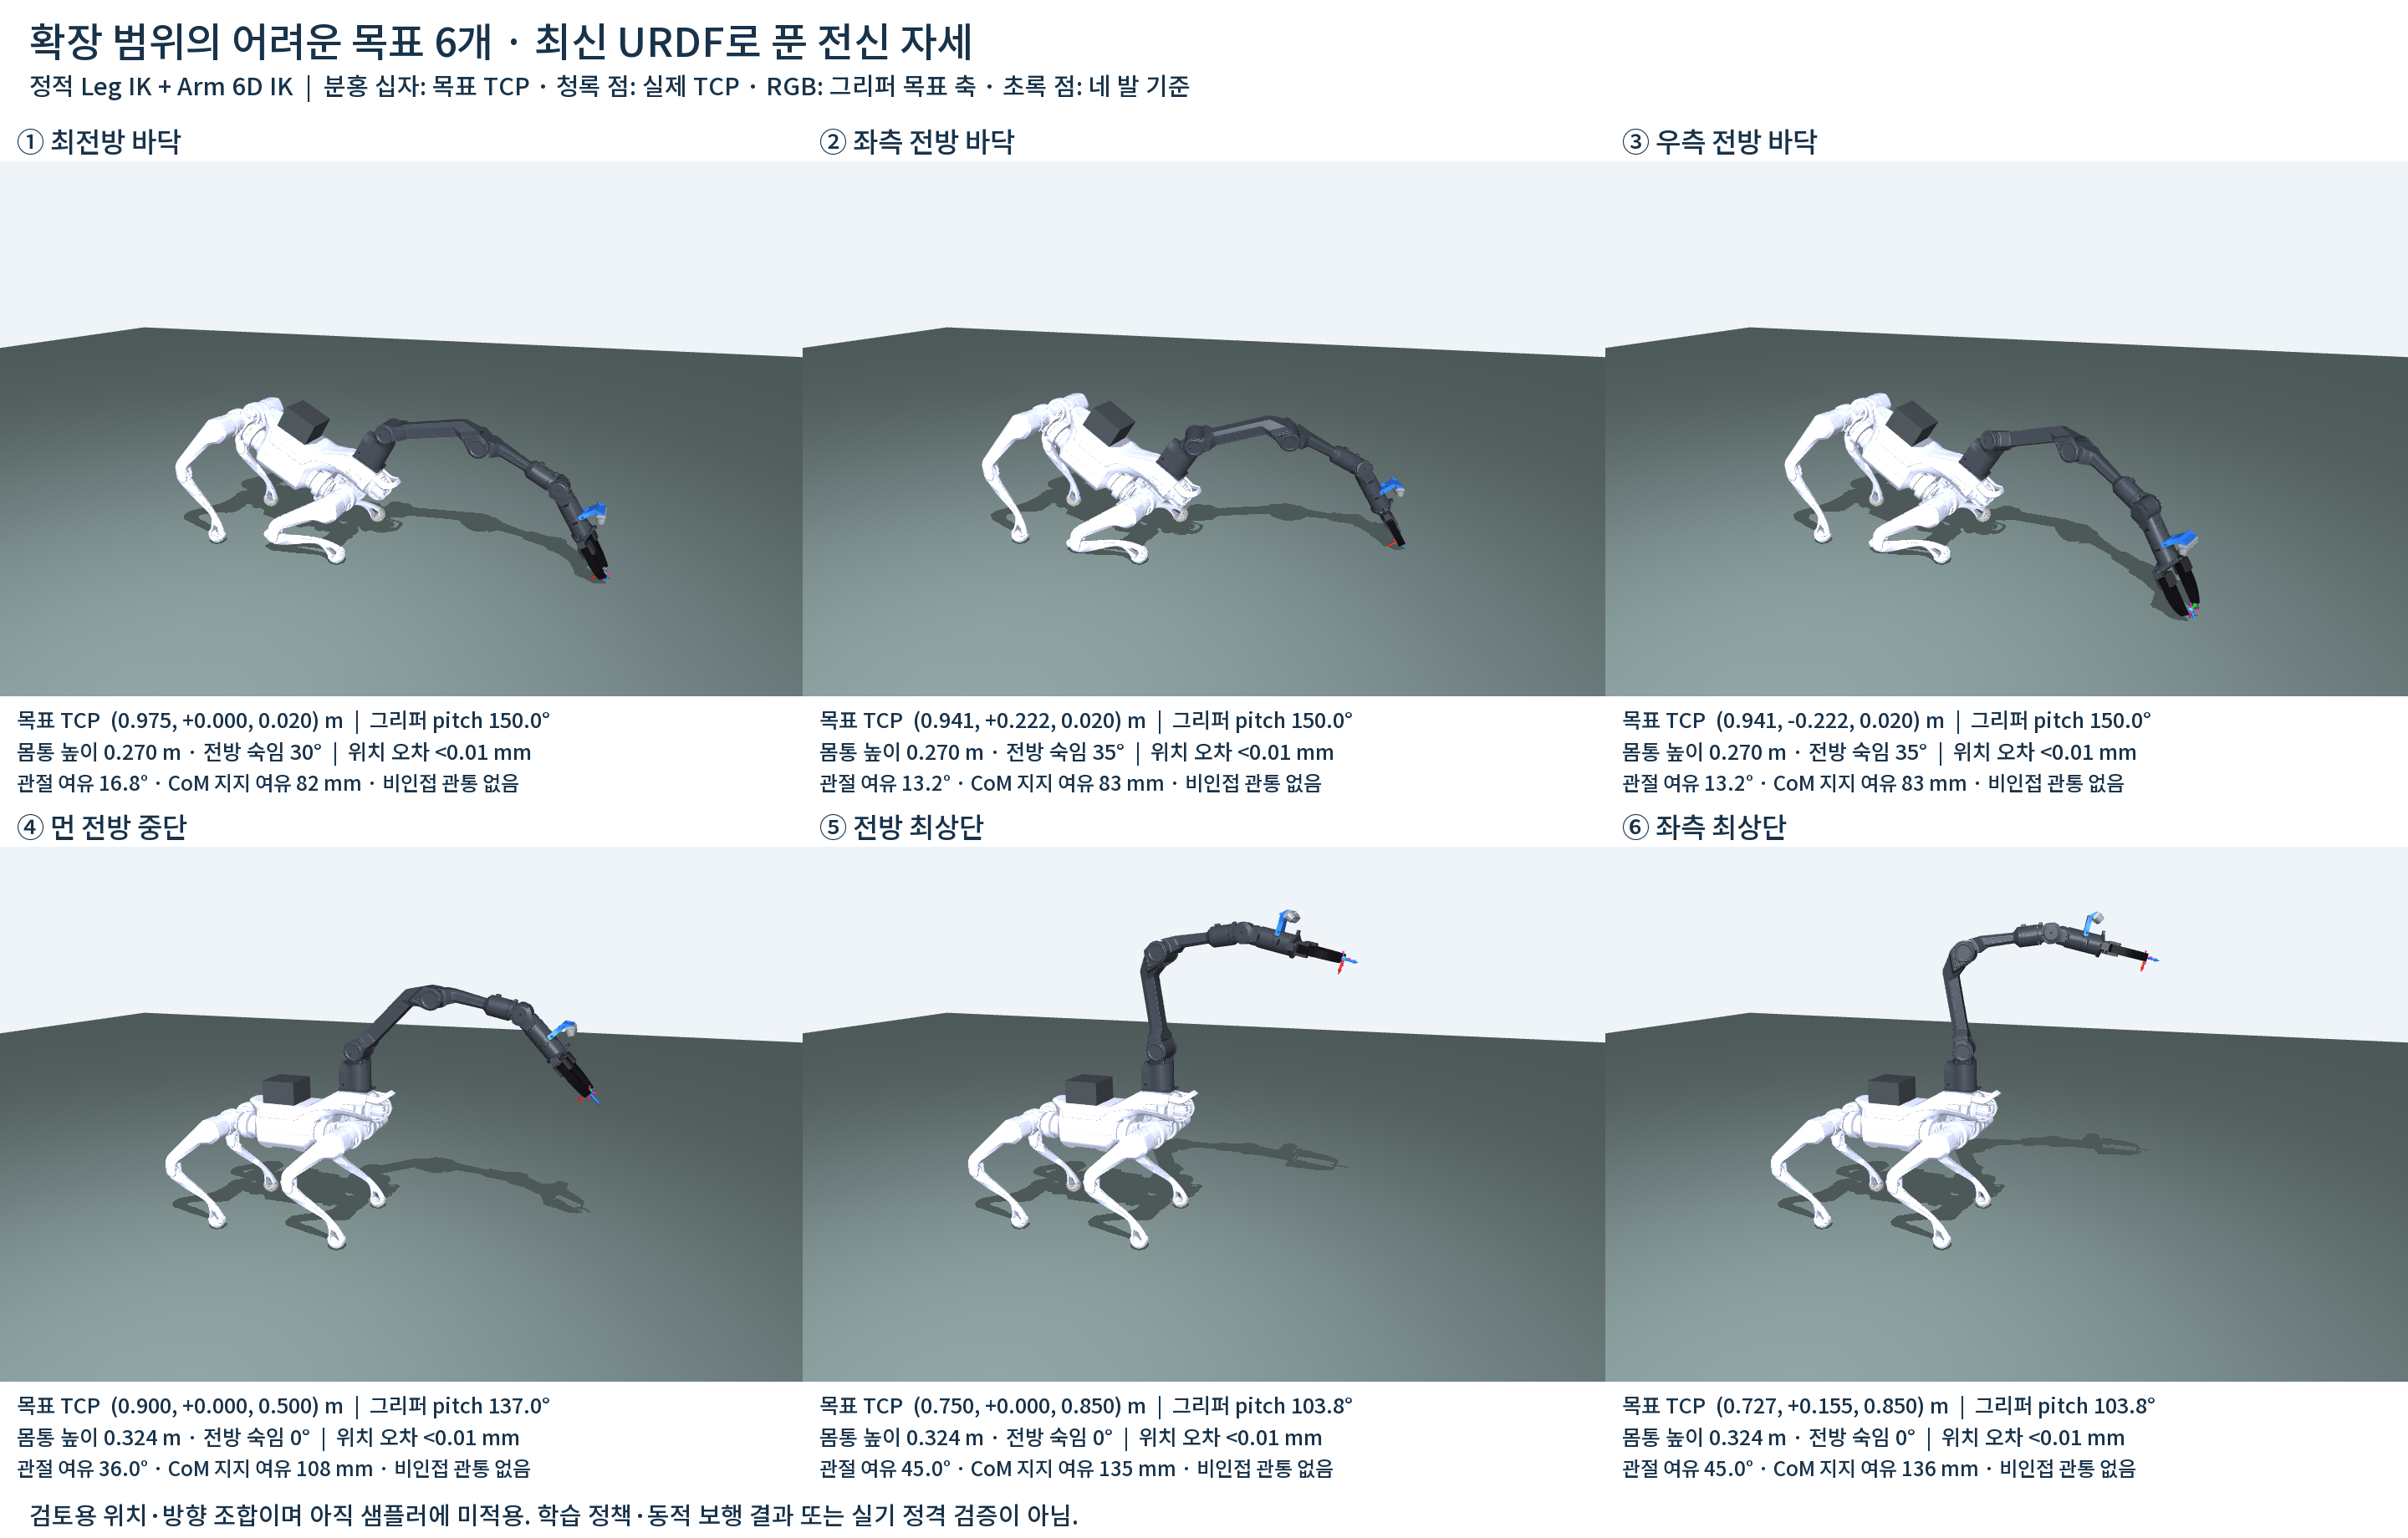 확장 범위의 어려운 목표 6개 · 최신 URDF로 푼 전신 자세
정적 Leg IK + Arm 6D IK | 분홍 십자: 목표 TCP · 청록 점: 실제 TCP · RGB: 그리퍼 목표 축 · 초록 점: 네 발 기준
① 최전방 바닥
② 좌측 전방 바닥
③ 우측 전방 바닥
목표 TCP (0.975, +0.000, 0.020) m | 그리퍼 pitch 150.0°
몸통 높이 0.270 m · 전방 숙임 30° | 위치 오차 <0.01 mm
관절 여유 16.8° · CoM 지지 여유 82 mm · 비인접 관통 없음
목표 TCP (0.941, +0.222, 0.020) m | 그리퍼 pitch 150.0°
몸통 높이 0.270 m · 전방 숙임 35° | 위치 오차 <0.01 mm
관절 여유 13.2° · CoM 지지 여유 83 mm · 비인접 관통 없음
목표 TCP (0.941, -0.222, 0.020) m | 그리퍼 pitch 150.0°
몸통 높이 0.270 m · 전방 숙임 35° | 위치 오차 <0.01 mm
관절 여유 13.2° · CoM 지지 여유 83 mm · 비인접 관통 없음
④ 먼 전방 중단
⑤ 전방 최상단
⑥ 좌측 최상단
목표 TCP (0.900, +0.000, 0.500) m | 그리퍼 pitch 137.0°
몸통 높이 0.324 m · 전방 숙임 0° | 위치 오차 <0.01 mm
관절 여유 36.0° · CoM 지지 여유 108 mm · 비인접 관통 없음
목표 TCP (0.750, +0.000, 0.850) m | 그리퍼 pitch 103.8°
몸통 높이 0.324 m · 전방 숙임 0° | 위치 오차 <0.01 mm
관절 여유 45.0° · CoM 지지 여유 135 mm · 비인접 관통 없음
목표 TCP (0.727, +0.155, 0.850) m | 그리퍼 pitch 103.8°
몸통 높이 0.324 m · 전방 숙임 0° | 위치 오차 <0.01 mm
관절 여유 45.0° · CoM 지지 여유 136 mm · 비인접 관통 없음
검토용 위치·방향 조합이며 아직 샘플러에 미적용. 학습 정책·동적 보행 결과 또는 실기 정격 검증이 아님.